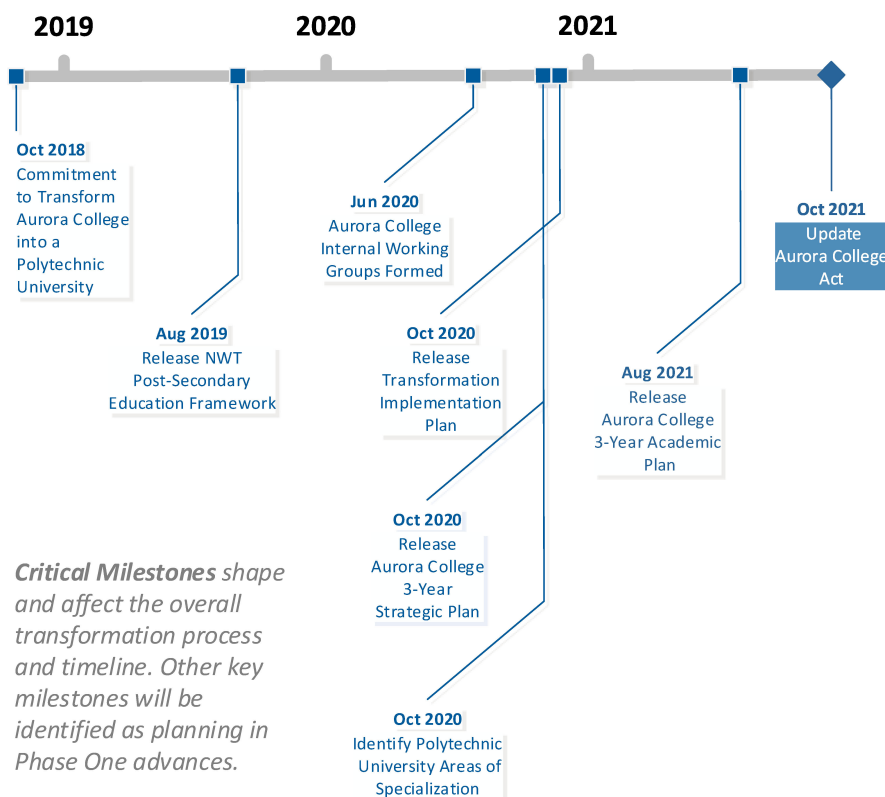 2019
2020
2021
Oct 2018
Commitment
to Transform
Aurora College
into a
Polytechnic
University
Aug 2019
Release NWT
Post-Secondary
Education Framework
Jun 2020
Aurora College
Internal Working
Groups Formed
Oct 2020
Release
Transformation
Implementation
Plan
Oct 2020
Release
Aurora College
3-Year
Strategic Plan
Oct 2020
Identify Polytechnic
University Areas of
Specialization
Aug 2021
Release
Aurora College
3-Year Academic
Plan
Oct 2021
Update
Aurora College
Act
Critical Milestones shape
and affect the overall
transformation process
and timeline. Other key
milestones will be
identified as planning in
Phase One advances.